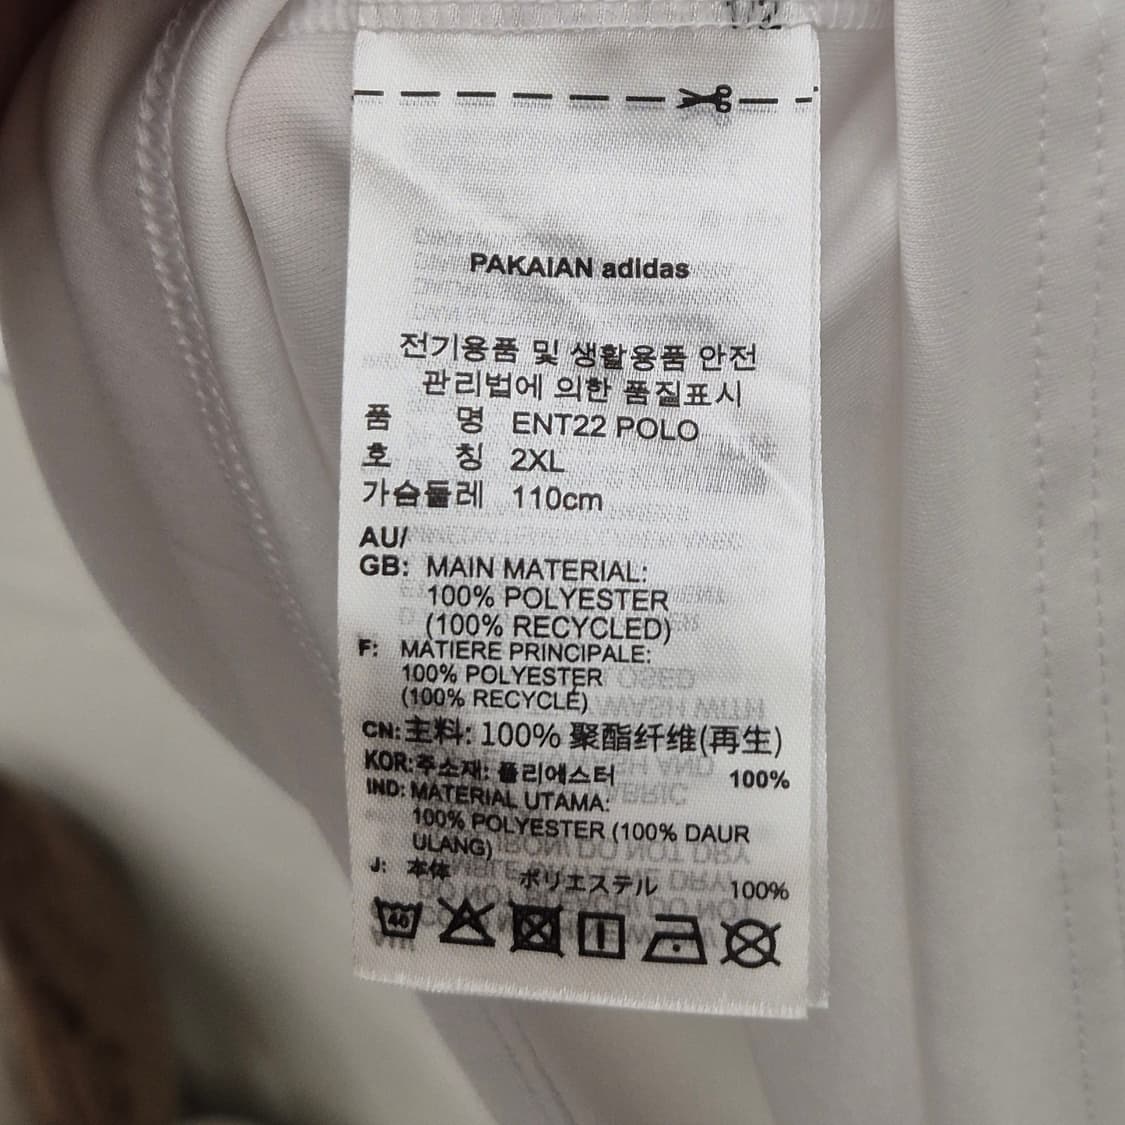 PAKAIAN adidas
전기용품 및 생활용품 안전
관리법에 의한 품질표시
품 명 ENT22 POLO
호 칭 2XL
가슴둘레 110cm
AU/
GB: MAIN MATERIAL:
100% POLYESTER
(100% RECYCLED)
F: MATIERE PRINCIPALE:
100% POLYESTER
(100% RECYCLÉ)
CN: 主料: 100% 聚酯纤维(再生)
KOR: 주소재: 폴리에스터 100%
IND: MATERIAL UTAMA:
100% POLYESTER (100% DAUR
ULANG)
J: 本体 ポリエステル 100%
40